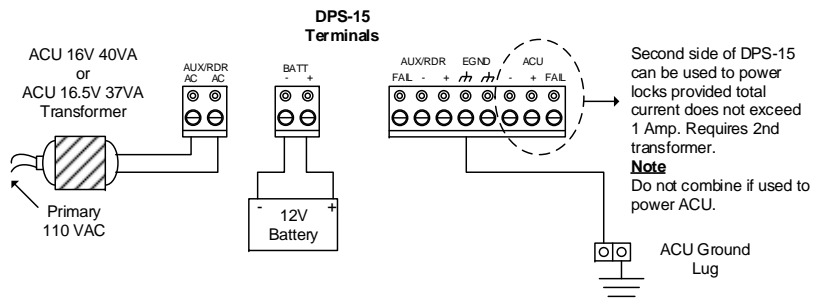 DPS-15
Terminals
ACU 16V 40VA
or
ACU 16.5V 37VA
Transformer
AUX/RDR
AC AC
BATT
- +
AUX/RDR EGND ACU
FAIL - + - + FAIL
Second side of DPS-15
can be used to power
locks provided total
current does not exceed
1 Amp. Requires 2nd
transformer.
Note
Do not combine if used to
power ACU.
Primary
110 VAC
- +
12V
Battery
ACU Ground
Lug